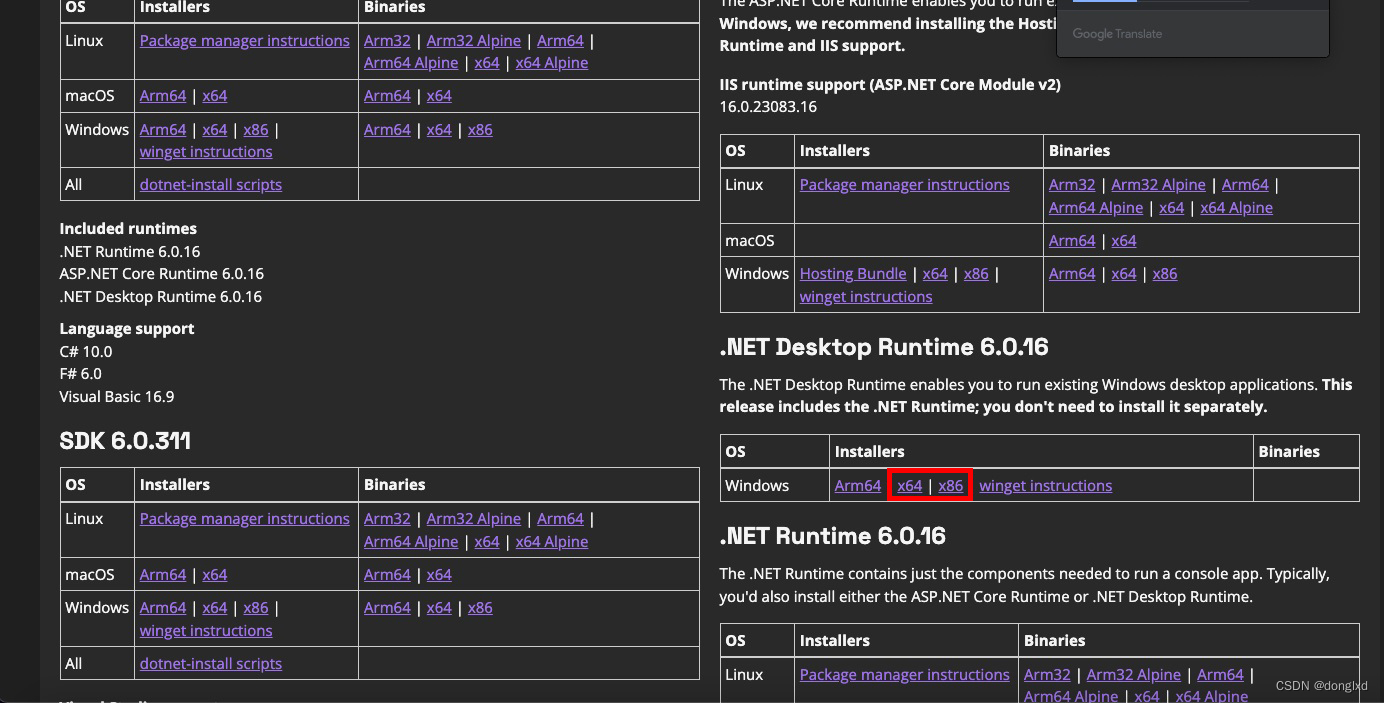 OS Installers Binaries
Linux Package manager instructions Arm32 | Arm32 Alpine | Arm64 |
Arm64 Alpine | x64 | x64 Alpine
macOS Arm64 | x64 Arm64 | x64
Windows Arm64 | x64 | x86 | Arm64 | x64 | x86
winget instructions
All dotnet-install scripts
Included runtimes
.NET Runtime 6.0.16
ASP.NET Core Runtime 6.0.16
.NET Desktop Runtime 6.0.16
Language support
C# 10.0
F# 6.0
Visual Basic 16.9
SDK 6.0.311
OS Installers Binaries
Linux Package manager instructions Arm32 | Arm32 Alpine | Arm64 |
Arm64 Alpine | x64 | x64 Alpine
macOS Arm64 | x64 Arm64 | x64
Windows Arm64 | x64 | x86 | Arm64 | x64 | x86
winget instructions
All dotnet-install scripts
The ASP.NET Core Runtime enables you to run
Windows, we recommend installing the Hosti
Runtime and IIS support.
Google Translate
IIS runtime support (ASP.NET Core Module v2)
16.0.23083.16
OS Installers Binaries
Linux Package manager instructions Arm32 | Arm32 Alpine | Arm64 |
Arm64 Alpine | x64 | x64 Alpine
macOS Arm64 | x64
Windows Hosting Bundle | x64 | x86 | Arm64 | x64 | x86
winget instructions
.NET Desktop Runtime 6.0.16
The .NET Desktop Runtime enables you to run existing Windows desktop applications. This
release includes the .NET Runtime; you don't need to install it separately.
OS Installers Binaries
Windows Arm64 x64 | x86 winget instructions
.NET Runtime 6.0.16
The .NET Runtime contains just the components needed to run a console app. Typically,
you'd also install either the ASP.NET Core Runtime or .NET Desktop Runtime.
OS Installers Binaries
Linux Package manager instructions Arm32 | Arm32 Alpine | Arm64 |
Arm64 Alpine | x64 | x64 Alpine
CSDN @donglxd